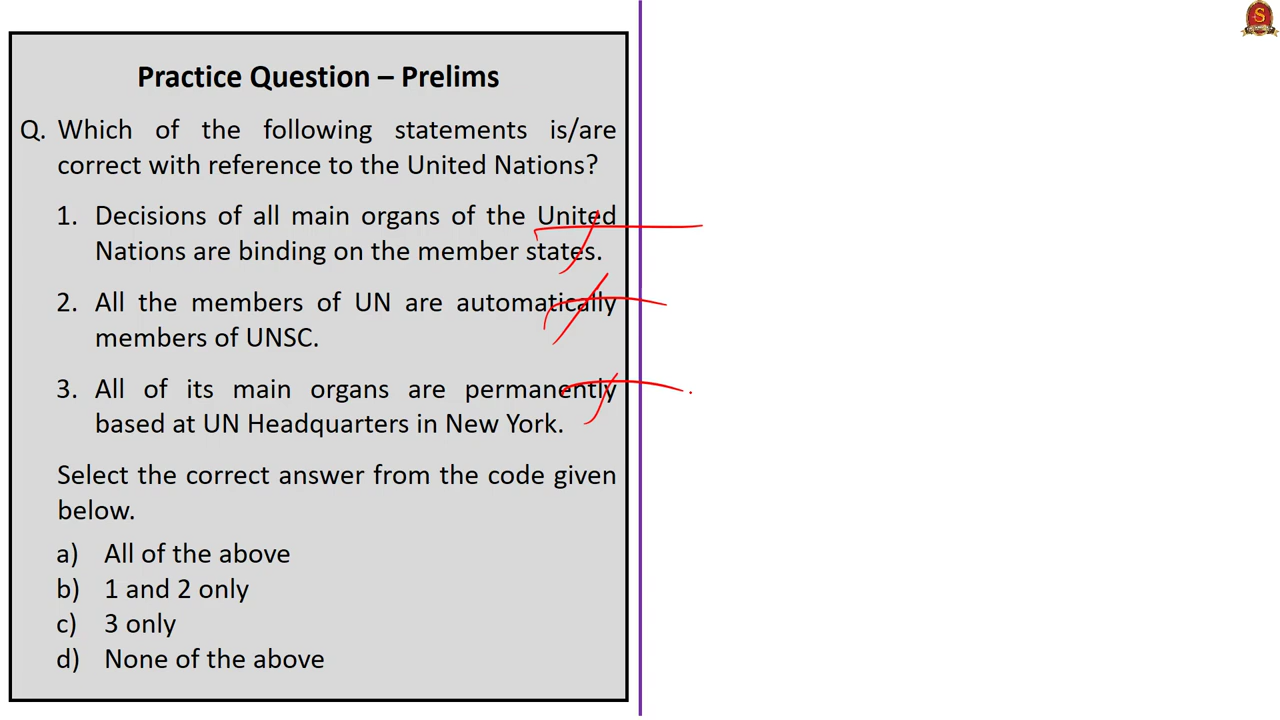 Practice Question – Prelims
Q. Which of the following statements is/are
correct with reference to the United Nations?
1. Decisions of all main organs of the United
Nations are binding on the member states.
2. All the members of UN are automatically
members of UNSC.
3. All of its main organs are permanently
based at UN Headquarters in New York.
Select the correct answer from the code given
below.
a) All of the above
b) 1 and 2 only
c) 3 only
d) None of the above
S